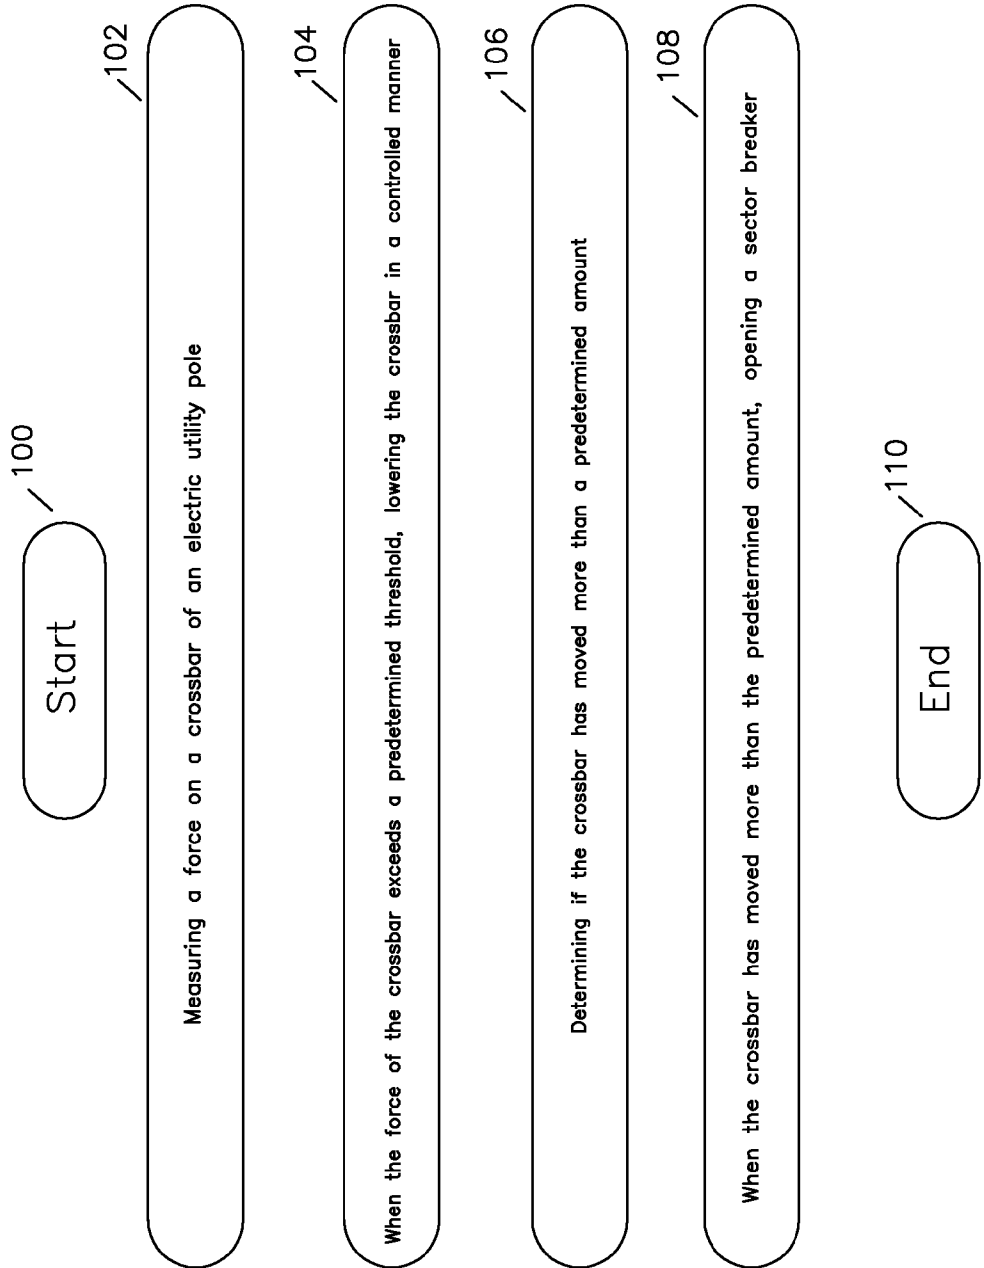 100
Start
102
Measuring a force on a crossbar of an electric utility pole
104
When the force of the crossbar exceeds a predetermined threshold, lowering the crossbar in a controlled manner
106
Determining if the crossbar has moved more than a predetermined amount
108
When the crossbar has moved more than the predetermined amount, opening a sector breaker
110
End